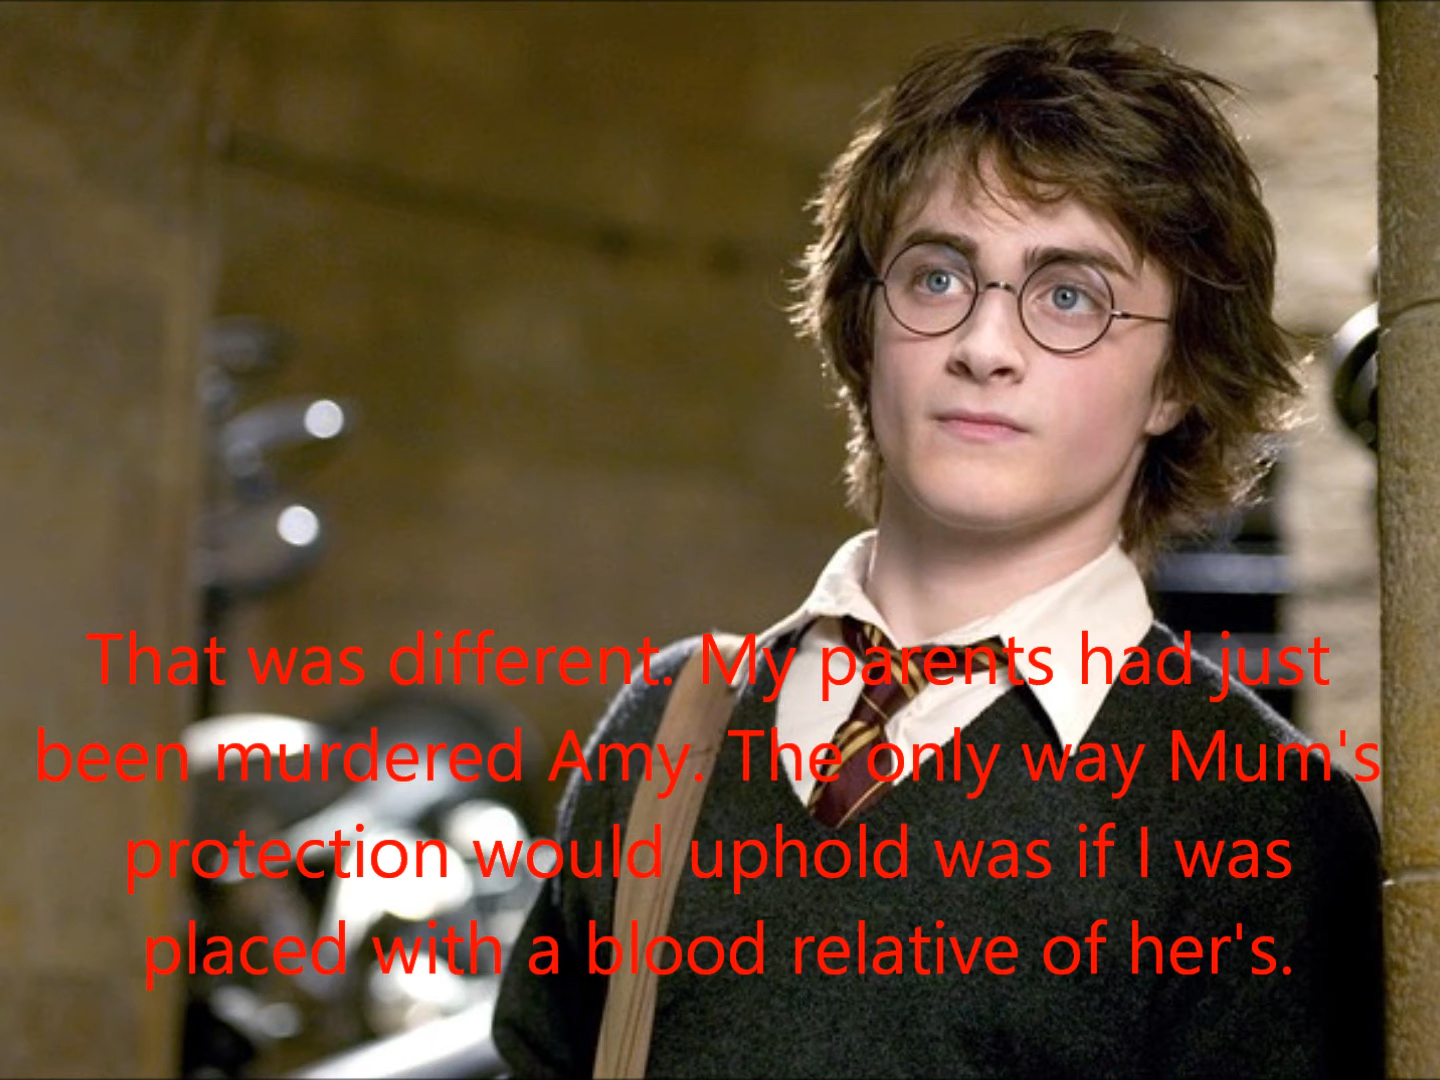 That was different. My parents had just
been murdered Amy. The only way Mum's
protection would uphold was if I was
placed with a blood relative of her's.